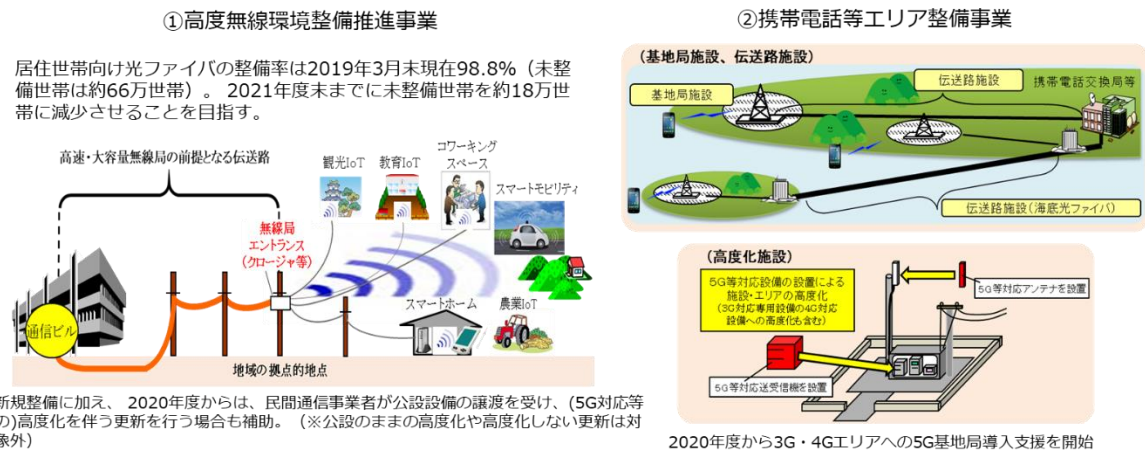 ①高度無線環境整備推進事業
居住世帯向け光ファイバの整備率は2019年3月末現在98.8%（未整
備世帯は約66万世帯）。 2021年度末までに未整備世帯を約18万世
帯に減少させることを目指す。
高速・大容量無線局の前提となる伝送路
観光IoT
教育IoT
コワーキング
スペース
スマートモビリティ
無線局
エントランス
（クロージャ等）
スマートホーム
農業IoT
通信ビル
地域の拠点的地点
新規整備に加え、 2020年度からは、民間通信事業者が公設設備の譲渡を受け、(5G対応等
の)高度化を伴う更新を行う場合も補助。（※公設のままの高度化や高度化しない更新は対
象外）
②携帯電話等エリア整備事業
（基地局施設、伝送路施設）
伝送路施設
携帯電話交換局等
基地局施設
伝送路施設（海底光ファイバ）
（高度化施設）
5G等対応設備の設置による
施設・エリアの高度化
（3G対応専用設備の4G対応
設備への高度化も含む）
5G等対応アンテナを設置
5G等対応送受信機を設置
2020年度から3G・4Gエリアへの5G基地局導入支援を開始